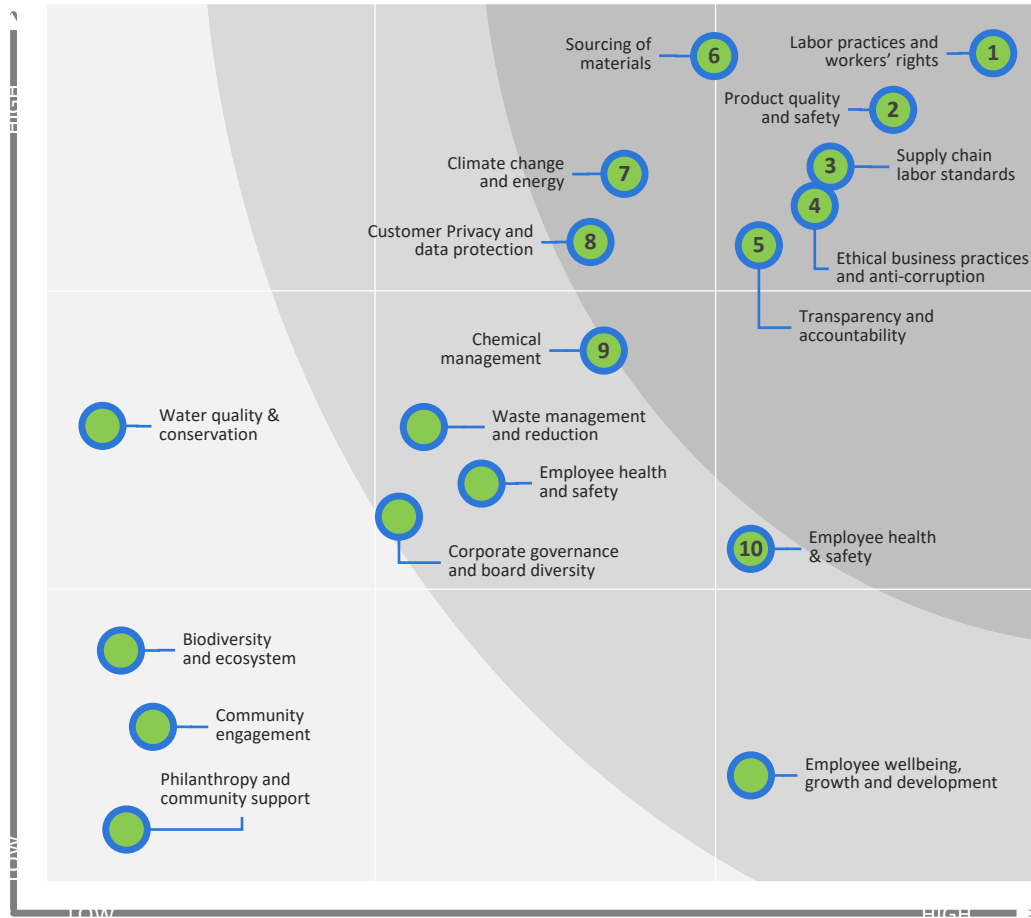 HIGH
Sourcing of
materials
6
Labor practices and
workers’ rights
1
Product quality
and safety
2
Climate change
and energy
7
3
Supply chain
labor standards
Customer Privacy and
data protection
8
4
5
Ethical business practices
and anti-corruption
Transparency and
accountability
Chemical
management
9
Water quality &
conservation
Waste management
and reduction
Employee health
and safety
Corporate governance
and board diversity
10
Employee health
& safety
Biodiversity
and ecosystem
Community
engagement
Philanthropy and
community support
Employee wellbeing,
growth and development
LOW
LOW
HIGH